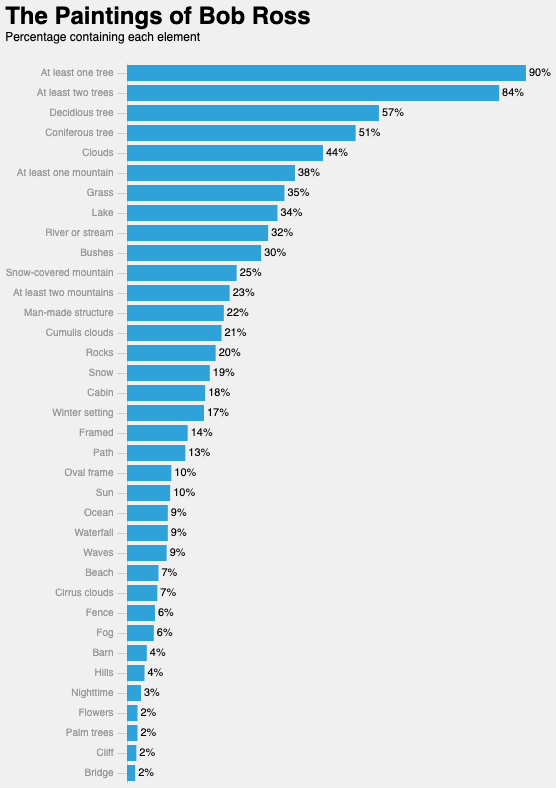 The Paintings of Bob Ross
Percentage containing each element
At least one tree 90%
At least two trees 84%
Decidious tree 57%
Coniferous tree 51%
Clouds 44%
At least one mountain 38%
Grass 35%
Lake 34%
River or stream 32%
Bushes 30%
Snow-covered mountain 25%
At least two mountains 23%
Man-made structure 22%
Cumulis clouds 21%
Rocks 20%
Snow 19%
Cabin 18%
Winter setting 17%
Framed 14%
Path 13%
Oval frame 10%
Sun 10%
Ocean 9%
Waterfall 9%
Waves 9%
Beach 7%
Cirrus clouds 7%
Fence 6%
Fog 6%
Barn 4%
Hills 4%
Nighttime 3%
Flowers 2%
Palm trees 2%
Cliff 2%
Bridge 2%